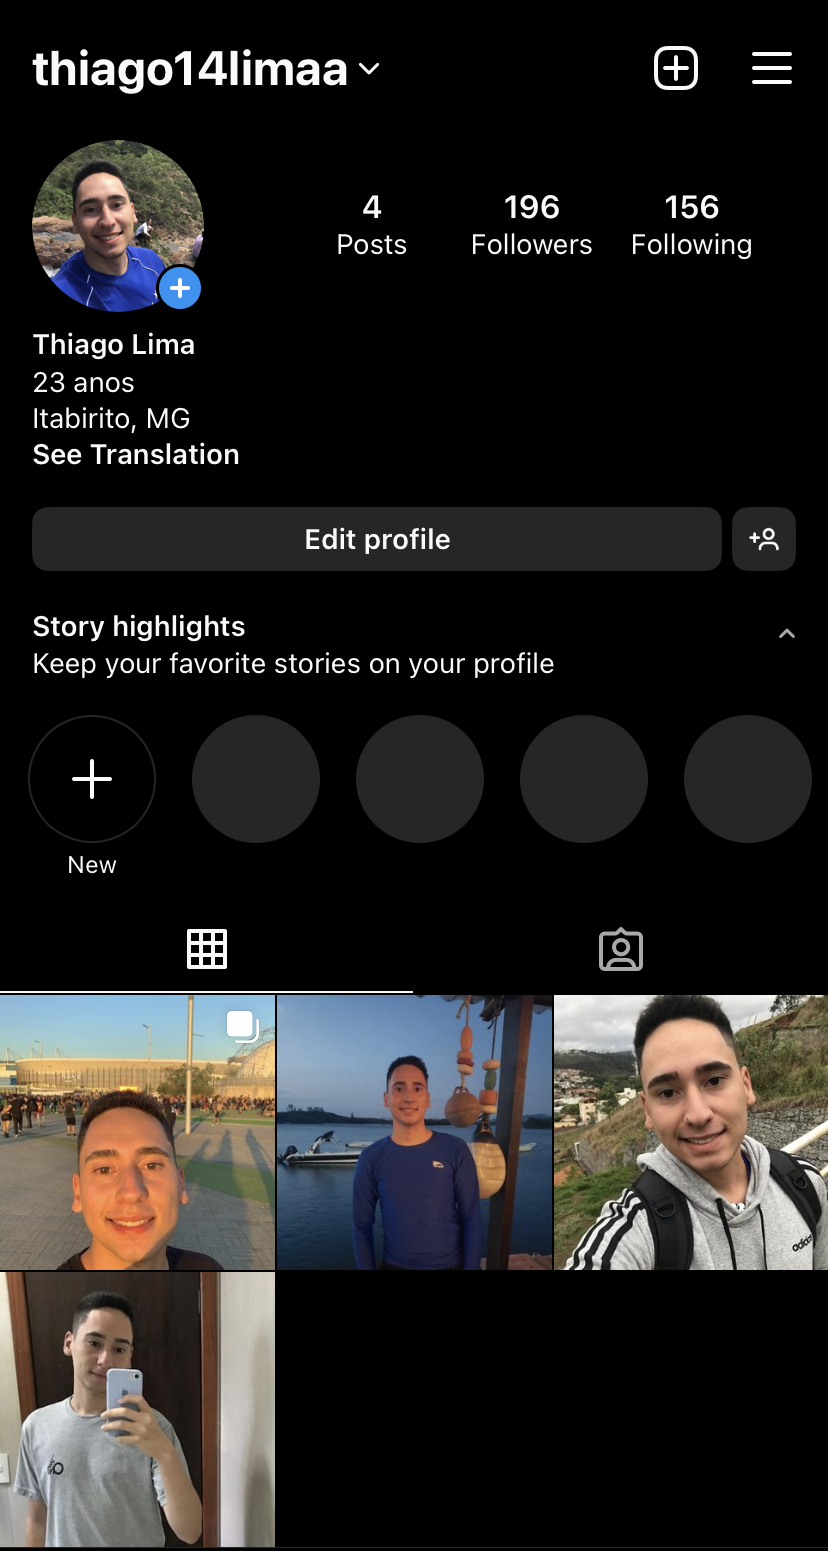 thiago14limaa
4
Posts
196
Followers
156
Following
Thiago Lima
23 anos
Itabirito, MG
See Translation
Edit profile
Story highlights
Keep your favorite stories on your profile
New
adidas